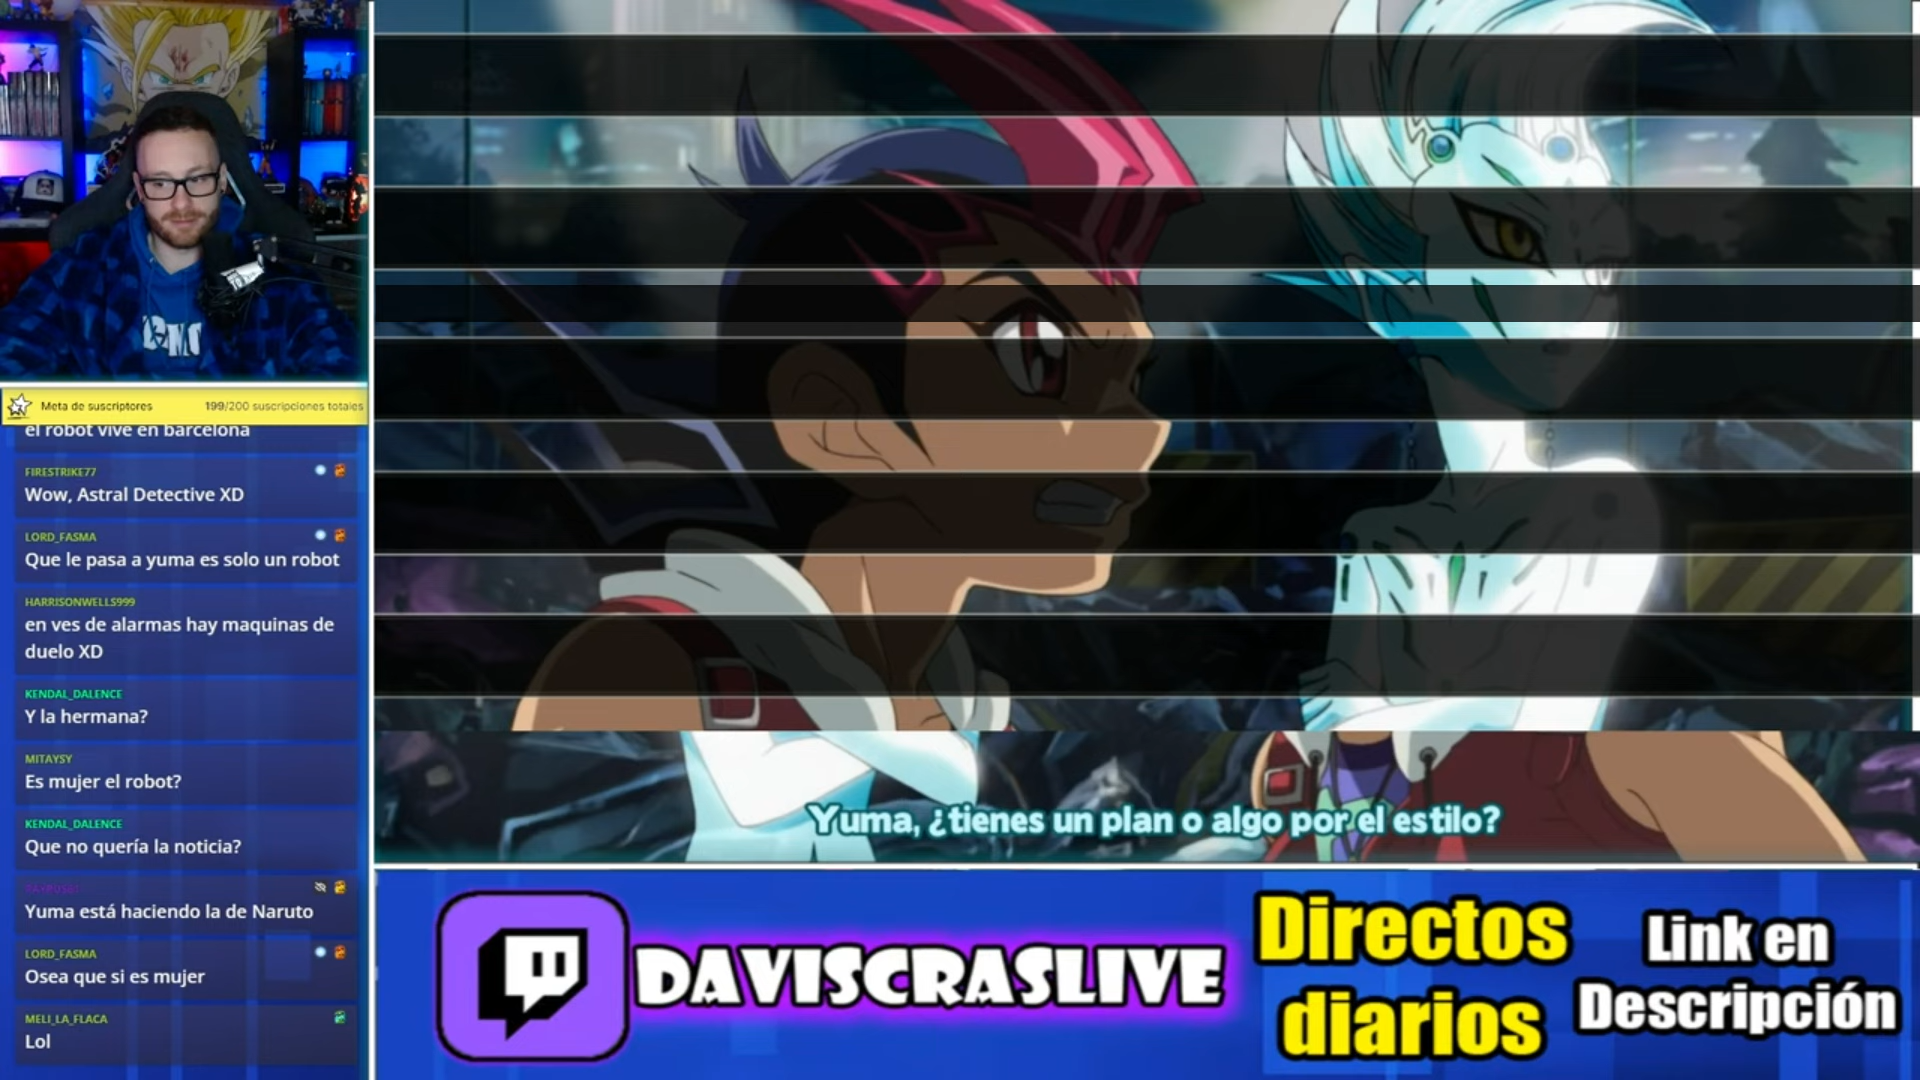 Meta de suscriptores 199/200 suscripciones totales
el robot vive en barcelona
FIRESTRIKE77
Wow, Astral Detective XD
LORD_FASMA
Que le pasa a yuma es solo un robot
HARRISONWELLS999
en ves de alarmas hay maquinas de
duelo XD
KENDAL_DALENCE
Y la hermana?
MITAYSY
Es mujer el robot?
KENDAL_DALENCE
Que no quería la noticia?
Yuma está haciendo la de Naruto
LORD_FASMA
Osea que si es mujer
MELI_LA_FLACA
Lol
Yuma, ¿tienes un plan o algo por el estilo?
DAVISCRASLIVE
Directos
diarios
Link en
Descripción